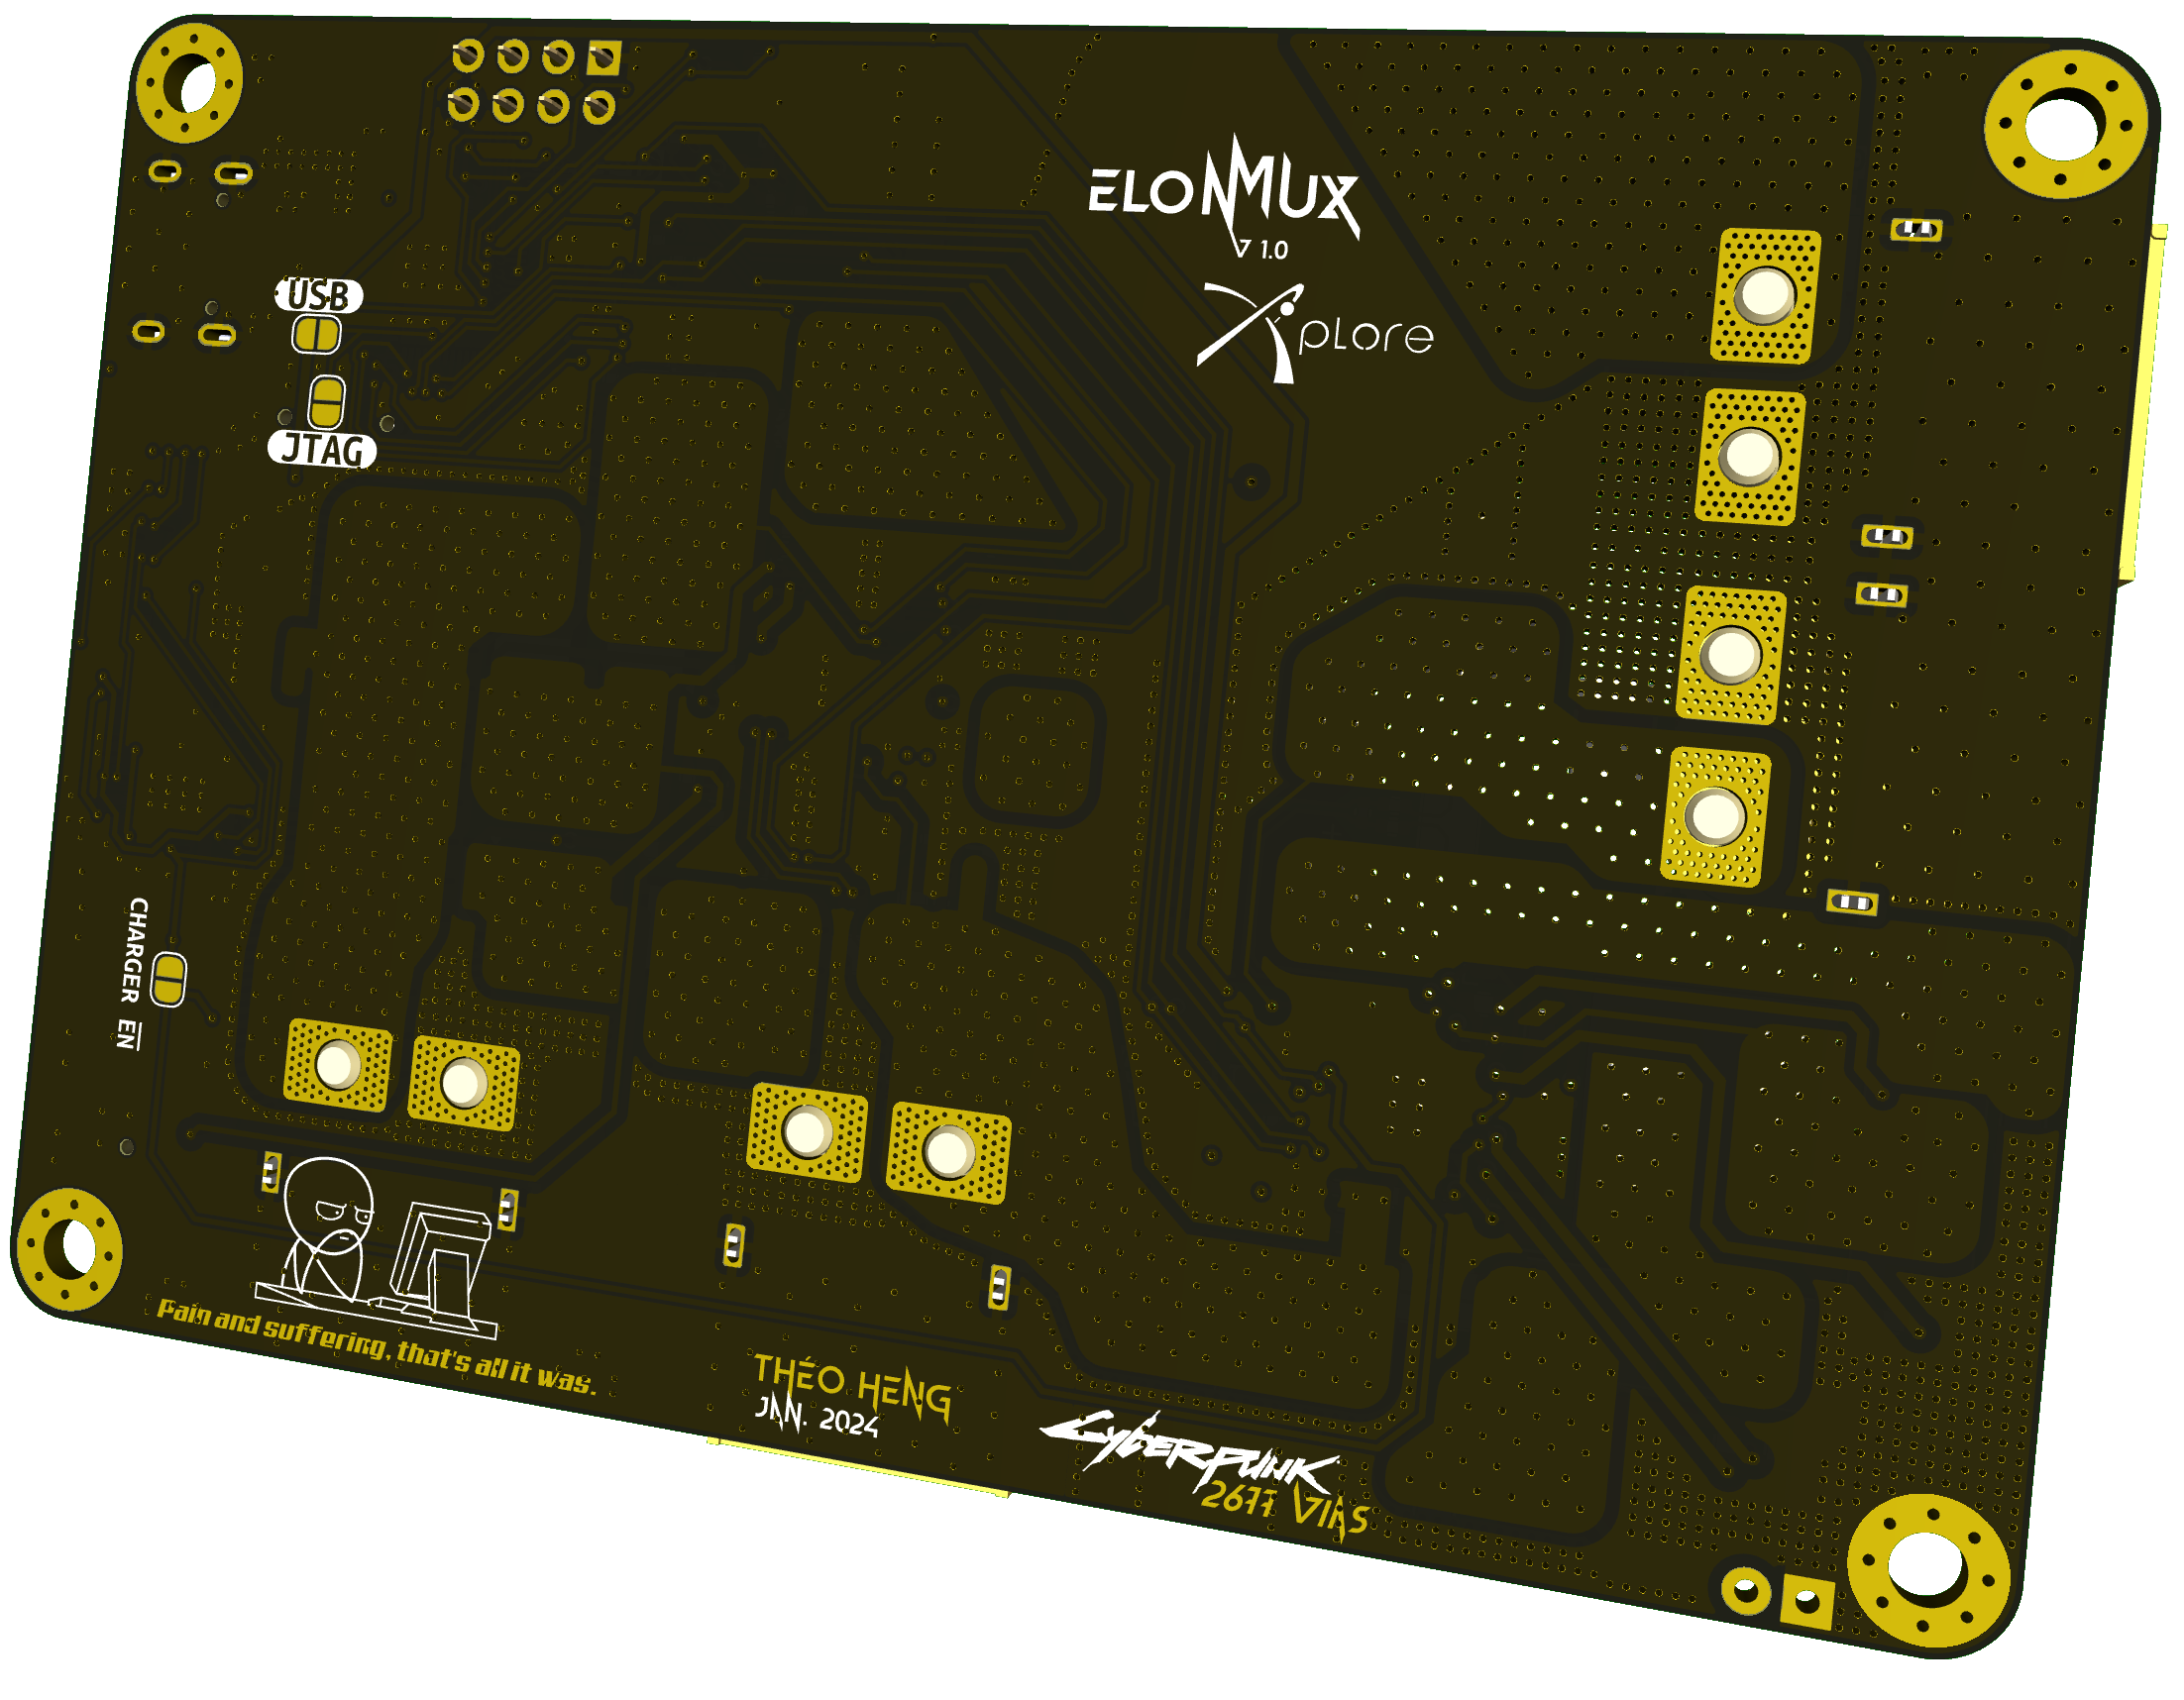 ELONMUX
V 1.0
Xplore
USB
JTAG
CHARGER EN
Pain and suffering, that's all it was.
THÉO HENG
JAN. 2024
CYBERPUNK
2677 VIAS